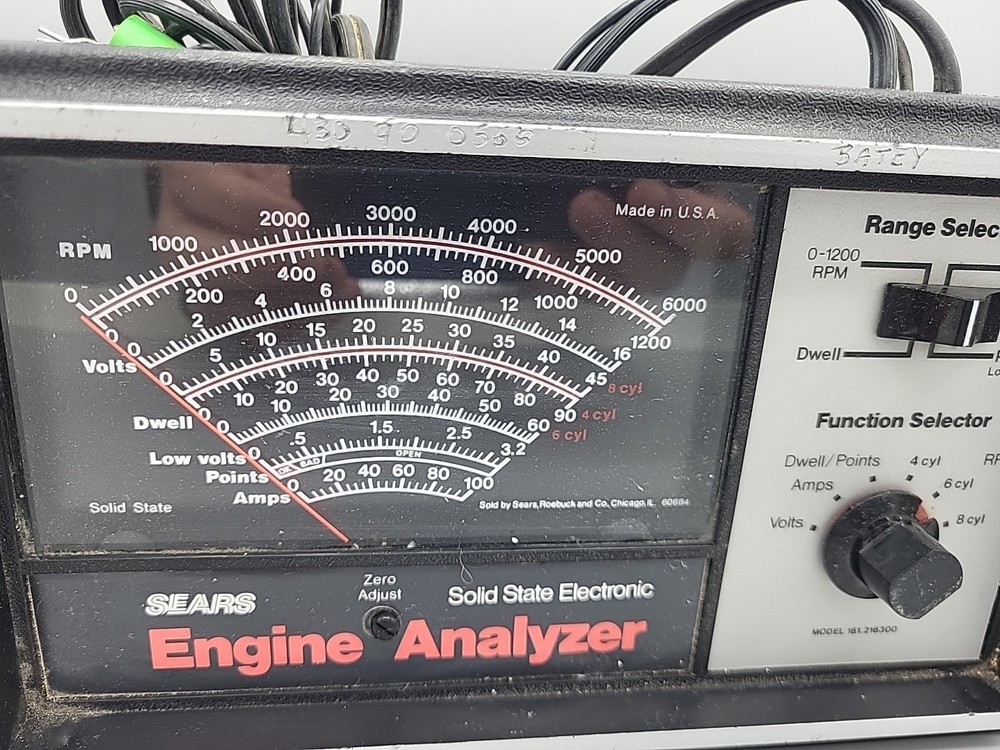 430 90 0568
BATEY
Made in U.S.A.
RPM
0 1000 2000 3000 4000 5000 6000
0 200 400 600 800 1000 1200
Volts
0 2 4 6 8 10 12 14 16
0 5 10 15 20 25 30 35 40 45 8 cyl
Dwell
0 10 20 30 40 50 60 70 80 90 4 cyl
0 10 20 30 40 50 60 6 cyl
Low volts
0 .5 1.5 2.5 3.2
Points
OK BAD OPEN
Amps
0 20 40 60 80 100
Solid State
Sold by Sears, Roebuck and Co., Chicago, IL. 60684
SEARS
Zero
Adjust
Solid State Electronic
Engine Analyzer
Range Selec
0-1200
RPM
Dwell
Lo
Function Selector
Dwell/Points
4 cyl
RP
Amps
6 cyl
Volts
8 cyl
MODEL 161.216300